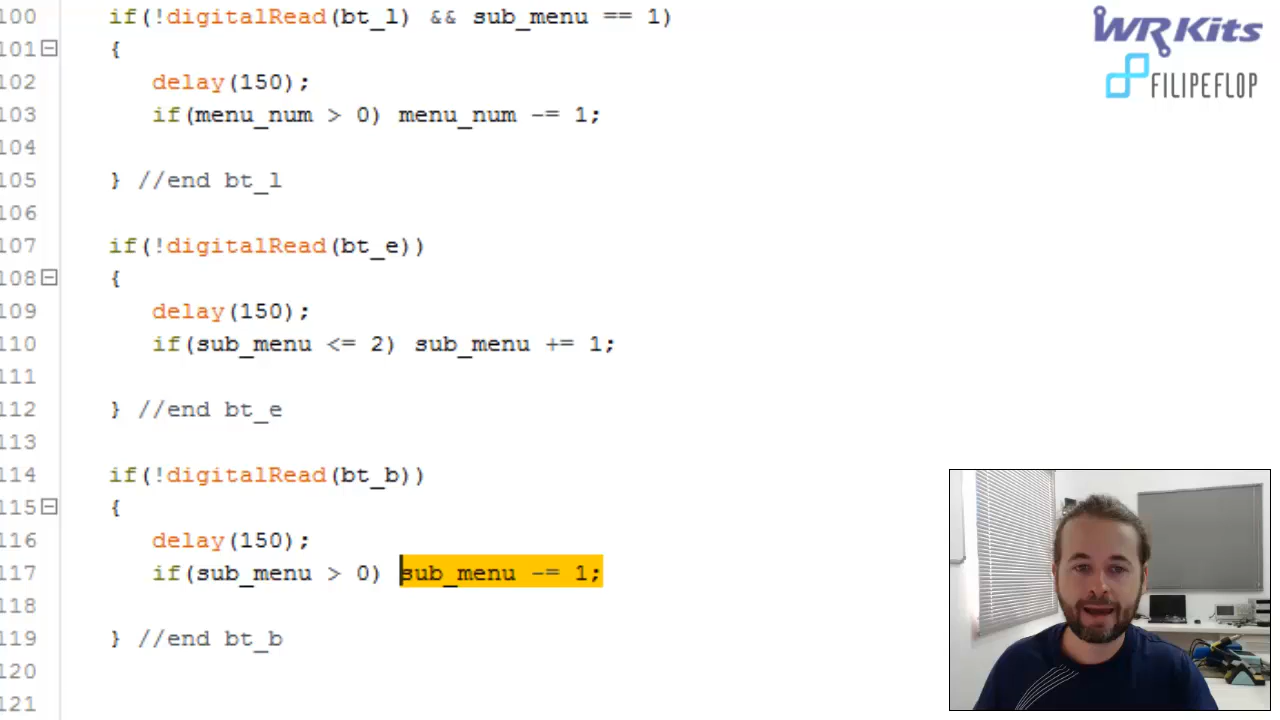 100 if(!digitalRead(bt_l) && sub_menu == 1)
101 {
102 delay(150);
103 if(menu_num > 0) menu_num -= 1;
104
105 } //end bt_l
106
107 if(!digitalRead(bt_e))
108 {
109 delay(150);
110 if(sub_menu <= 2) sub_menu += 1;
111
112 } //end bt_e
113
114 if(!digitalRead(bt_b))
115 {
116 delay(150);
117 if(sub_menu > 0) sub_menu -= 1;
118
119 } //end bt_b
120
121
WR Kits
FILIPEFLOP